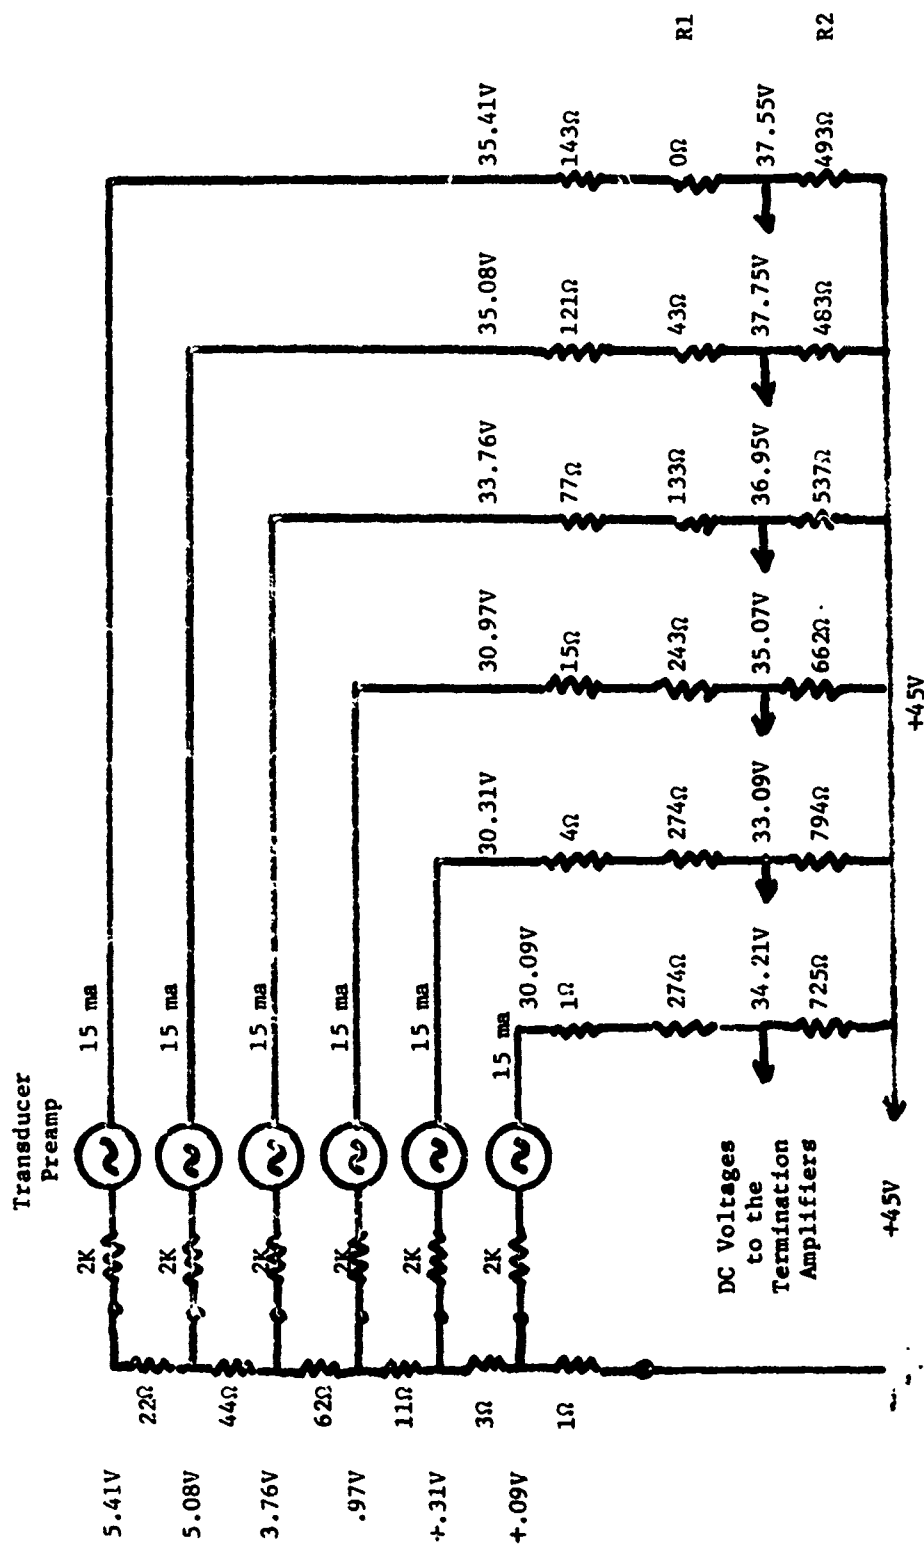 Transducer
Preamp
5.41V
22Ω
2K
15 ma
35.41V
143Ω
0Ω
R1
37.55V
493Ω
R2
5.08V
44Ω
2K
15 ma
35.08V
121Ω
43Ω
37.75V
483Ω
3.76V
62Ω
2K
15 ma
33.76V
77Ω
133Ω
36.95V
537Ω
.97V
11Ω
2K
15 ma
30.97V
15Ω
243Ω
35.07V
662Ω
+.31V
3Ω
2K
15 ma
30.31V
4Ω
274Ω
33.09V
794Ω
+.09V
1Ω
2K
15 ma
30.09V
1Ω
274Ω
34.21V
725Ω
DC Voltages
to the
Termination
Amplifiers
+45V
+45V